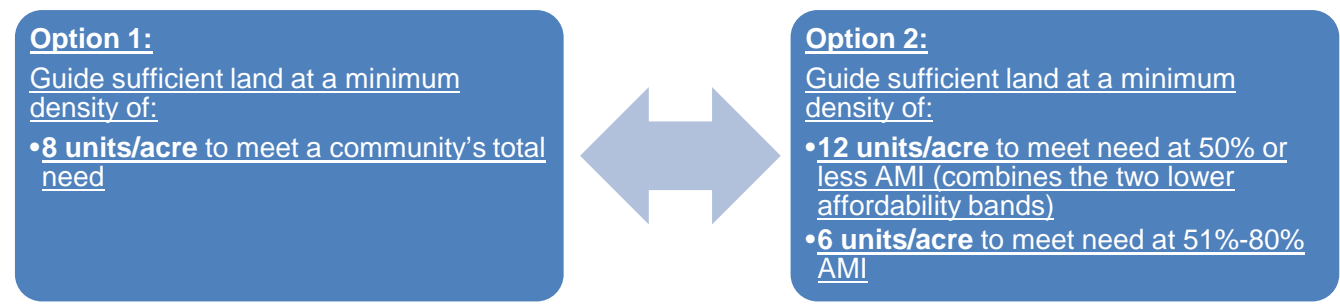 Option 1:
Guide sufficient land at a minimum
density of:
•8 units/acre to meet a community's total
need
Option 2:
Guide sufficient land at a minimum
density of:
•12 units/acre to meet need at 50% or
less AMI (combines the two lower
affordability bands)
•6 units/acre to meet need at 51%-80%
AMI